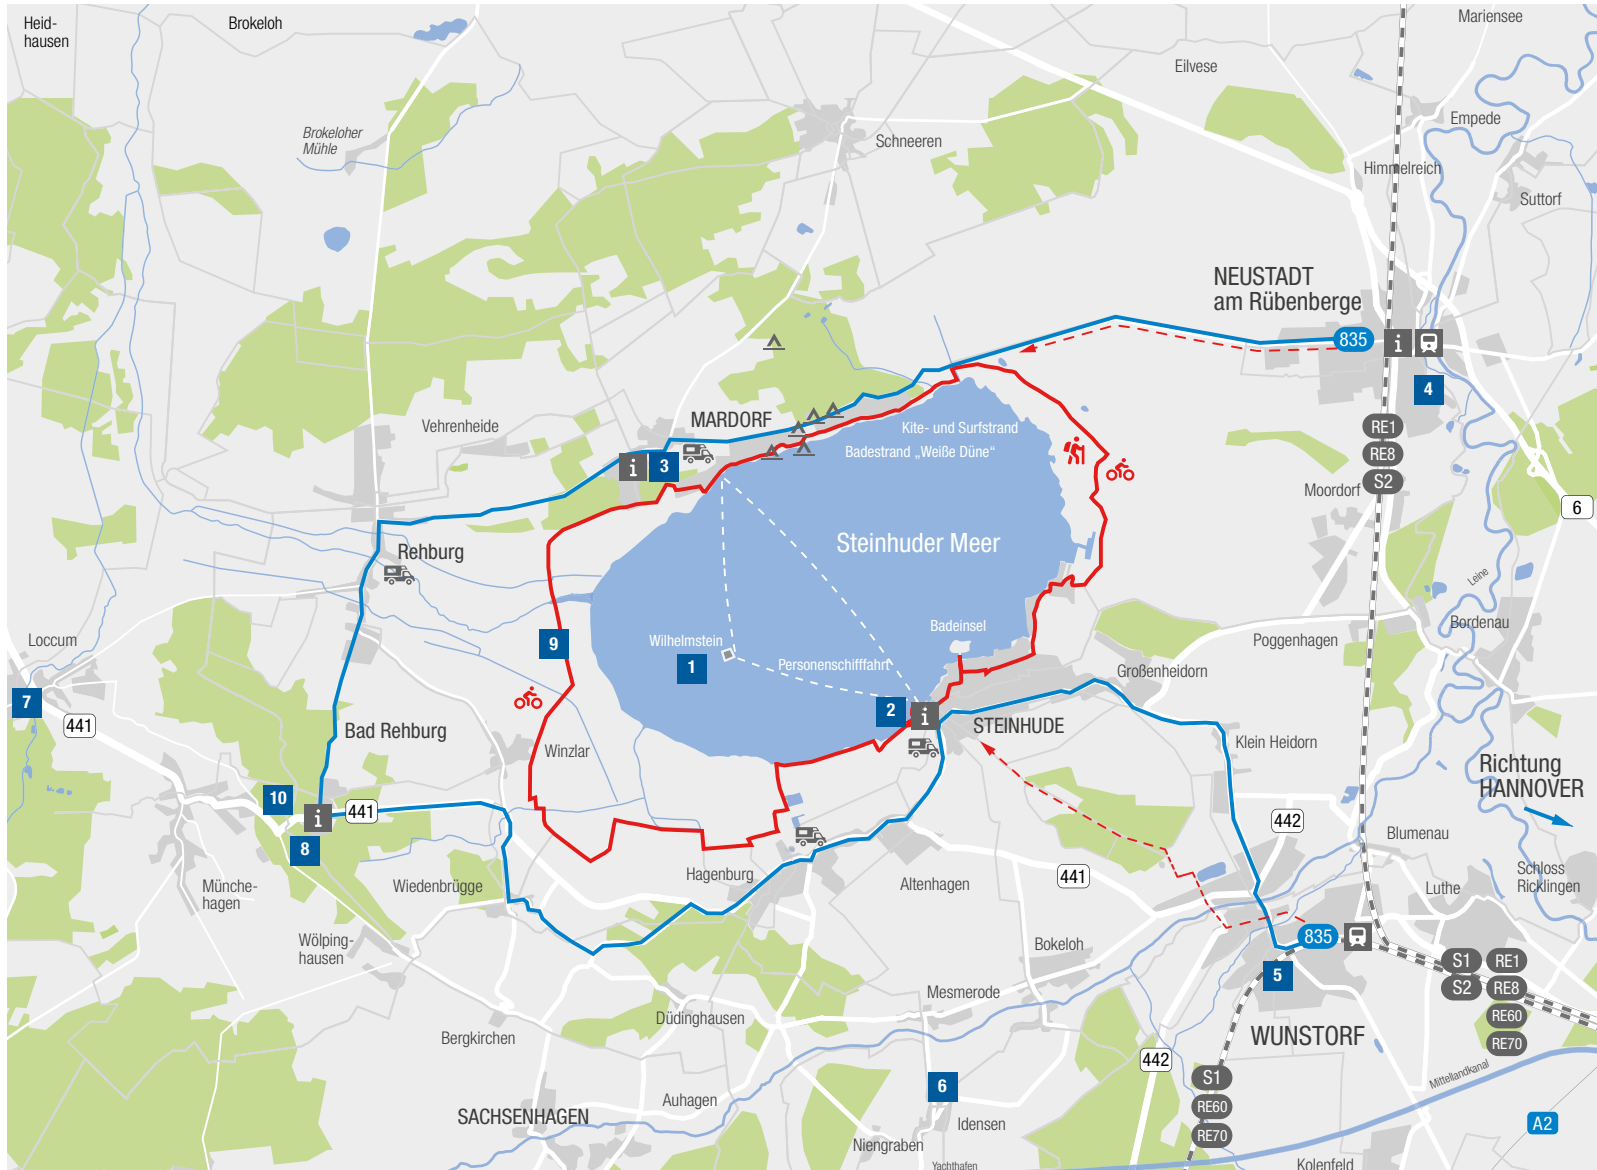 Heid-
hausen
Brokeloh
Mariensee
Eilvese
Brokeloher
Mühle
Schneeren
Empede
Himmelreich
Suttorf
NEUSTADT
am Rübenberge
835
i
4
MARDORF
Vehrenheide
Kite- und Surfstrand
Badestrand „Weiße Düne“
i
3
RE1
RE8
S2
Moordorf
6
Steinhuder Meer
Rehburg
Leine
Loccum
Wilhelmstein
1
Badeinsel
Personenschifffahrt
9
Poggenhagen
Bordenau
Großenheidorn
7
441
Bad Rehburg
2
i
STEINHUDE
Klein Heidorn
Winzlar
Richtung
HANNOVER
10
i
441
8
442
Blumenau
Hagenburg
Altenhagen
441
Schloss
Ricklingen
Luthe
Münche-
hagen
Wiedenbrügge
Wölping-
hausen
Bokeloh
835
5
S1
RE1
S2
RE8
RE60
RE70
Mesmerode
Düdinghausen
Bergkirchen
WUNSTORF
442
S1
RE60
RE70
Mittellandkanal
6
Auhagen
SACHSENHAGEN
Idensen
Niengraben
A2
Yachthafen
Kolenfeld